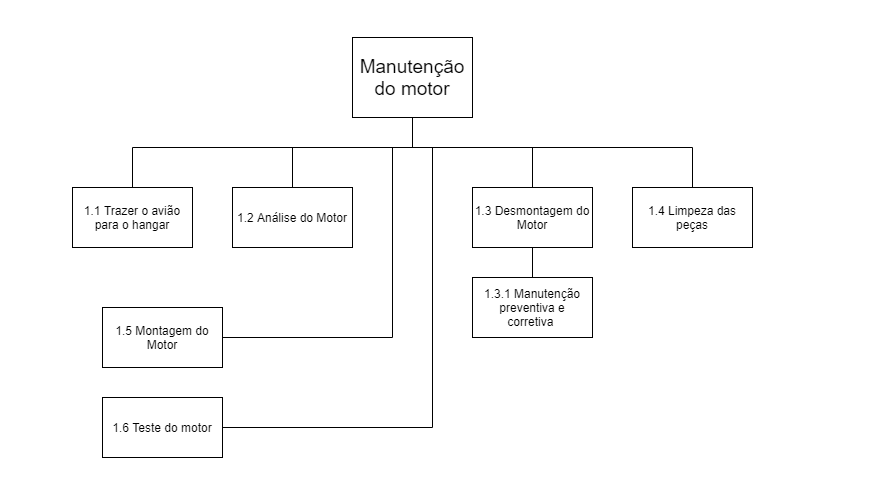 Manutenção
do motor
1.1 Trazer o avião
para o hangar
1.2 Análise do Motor
1.3 Desmontagem do
Motor
1.4 Limpeza das
peças
1.3.1 Manutenção
preventiva e
corretiva
1.5 Montagem do
Motor
1.6 Teste do motor